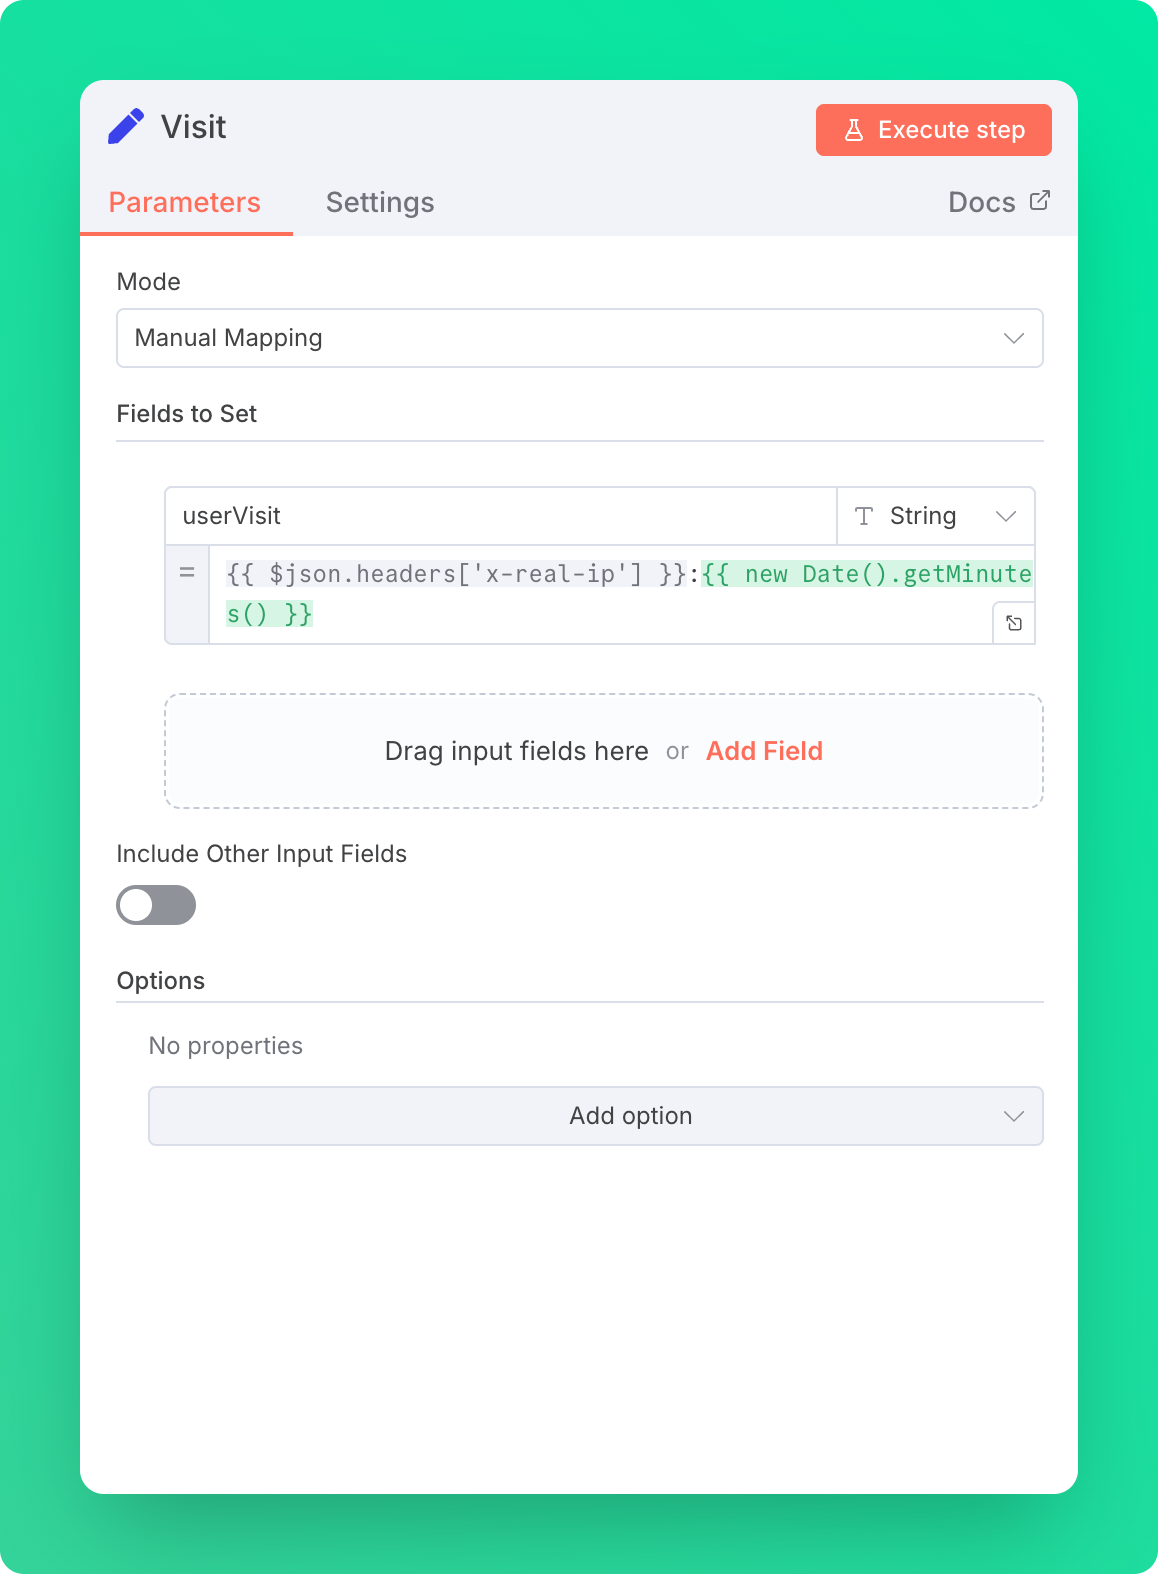 Visit
Execute step
Parameters
Settings
Docs
Mode
Manual Mapping
Fields to Set
userVisit
String
=
{{ $json.headers['x-real-ip'] }}:{{ new Date().getMinute
s() }}
Drag input fields here or Add Field
Include Other Input Fields
Options
No properties
Add option